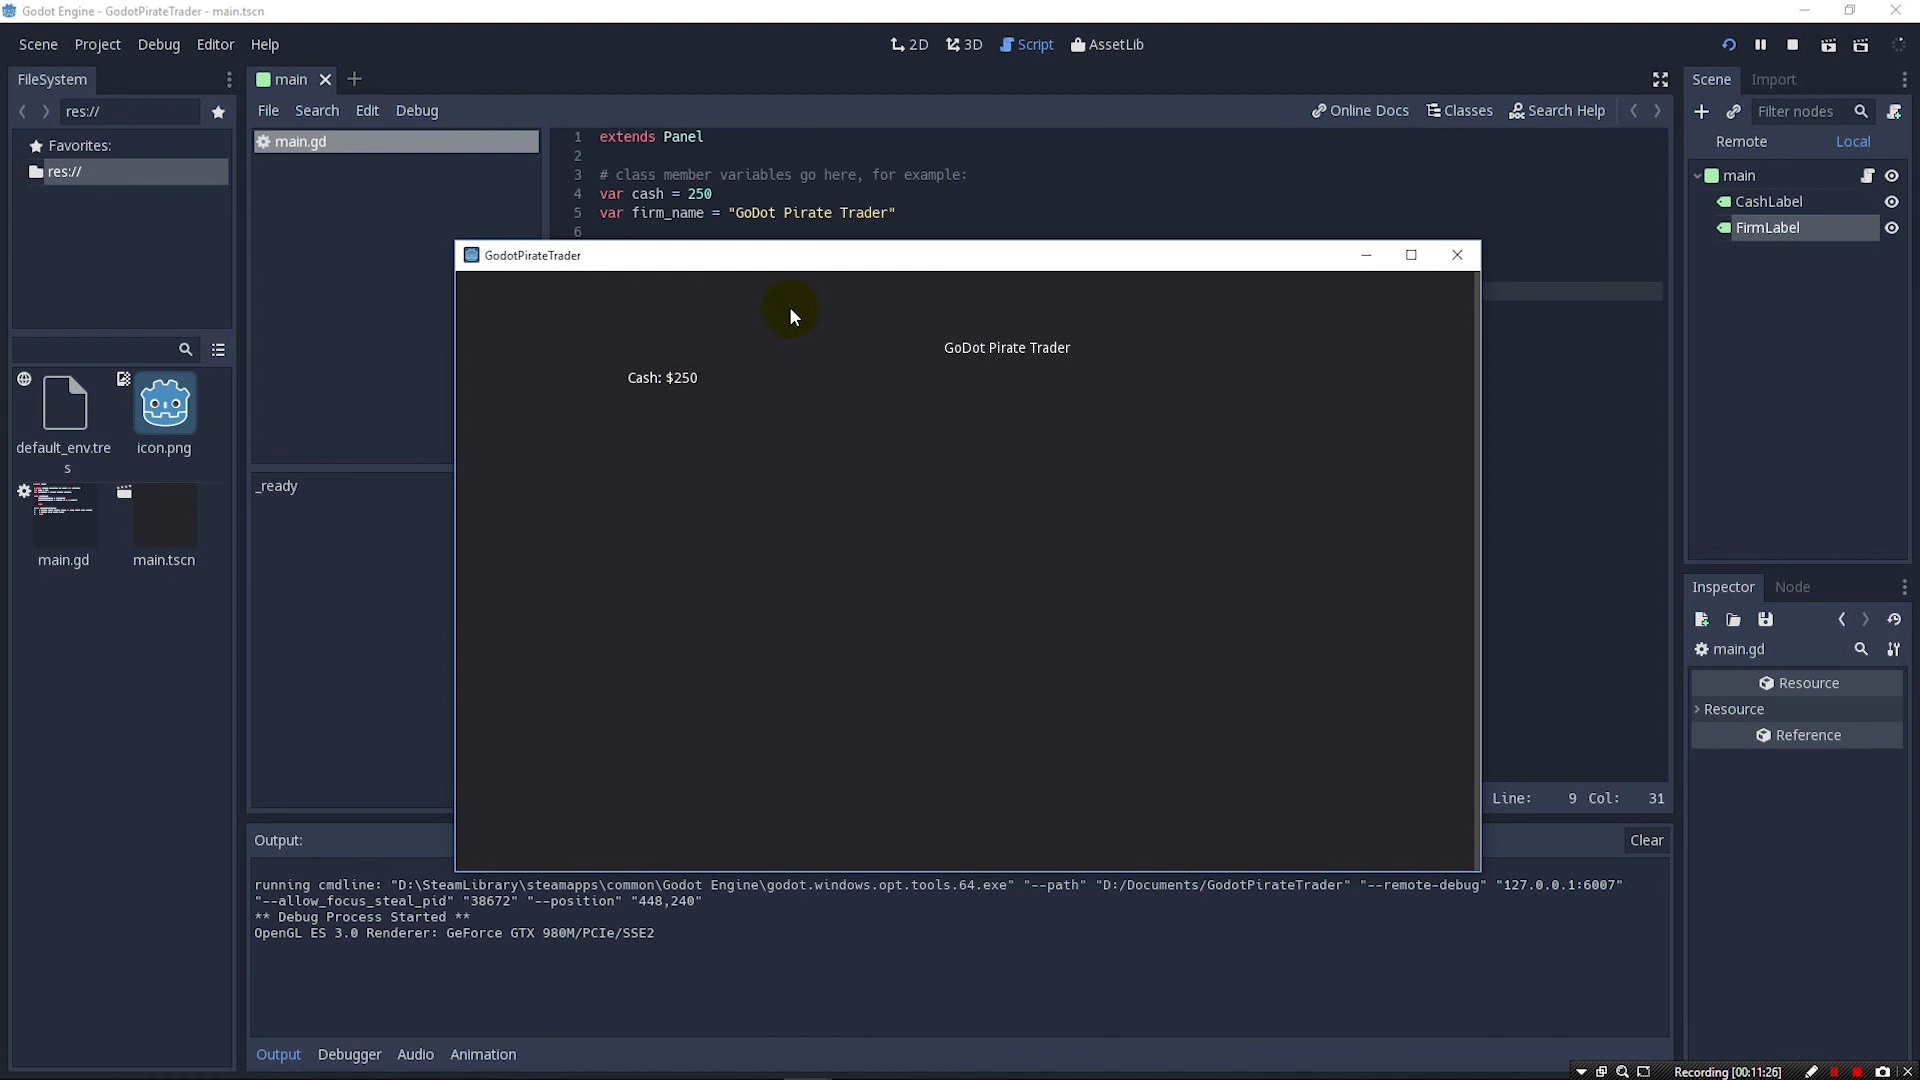 Godot Engine - GodotPirateTrader - main.tscn
Scene Project Debug Editor Help
2D 3D Script AssetLib
FileSystem
main
Scene Import
res://
File Search Edit Debug
Online Docs Classes Search Help
Filter nodes
Favorites:
res://
main.gd
1 extends Panel
2
3 # class member variables go here, for example:
4 var cash = 250
5 var firm_name = "GoDot Pirate Trader"
6
Remote Local
main
CashLabel
FirmLabel
GodotPirateTrader
GoDot Pirate Trader
Cash: $250
default_env.tre
s
icon.png
main.gd
main.tscn
_ready
Inspector Node
main.gd
Resource
Resource
Reference
Line: 9 Col: 31
Output:
Clear
running cmdline: "D:\SteamLibrary\steamapps\common\Godot Engine\godot.windows.opt.tools.64.exe" "--path" "D:/Documents/GodotPirateTrader" "--remote-debug" "127.0.0.1:6007"
"--allow_focus_steal_pid" "38672" "--position" "448,240"
** Debug Process Started **
OpenGL ES 3.0 Renderer: GeForce GTX 980M/PCIe/SSE2
Output Debugger Audio Animation
Recording [00:11:26]